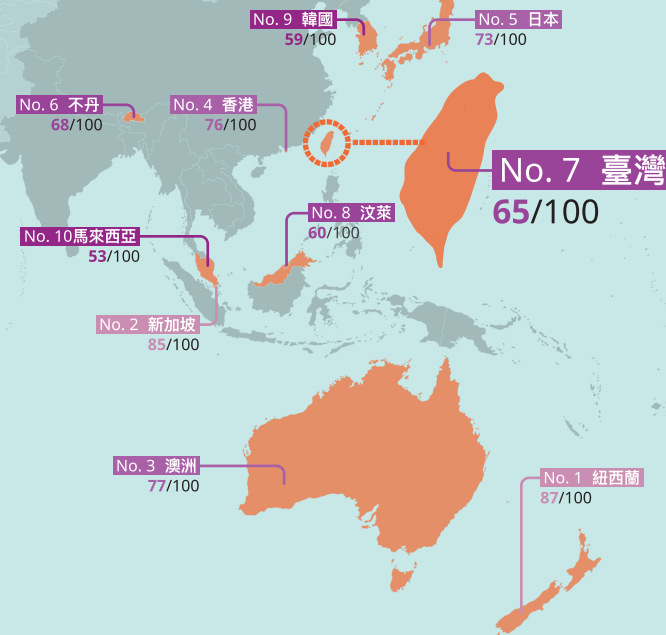 No. 9 韓國
59/100
No. 5 日本
73/100
No. 6 不丹
68/100
No. 4 香港
76/100
No. 7 臺灣
65/100
No. 8 汶萊
60/100
No. 10馬來西亞
53/100
No. 2 新加坡
85/100
No. 3 澳洲
77/100
No. 1 紐西蘭
87/100